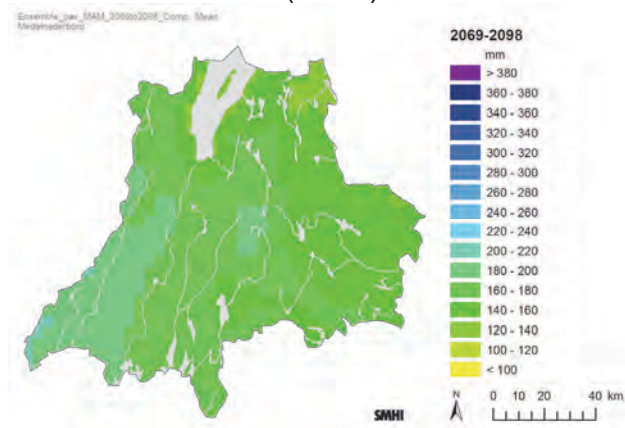 Ensemble_pav_MAM_2069to2098_Comp. Mean
Medelnederbörd
2069-2098
mm
> 380
360 - 380
340 - 360
320 - 340
300 - 320
280 - 300
260 - 280
240 - 260
220 - 240
200 - 220
180 - 200
160 - 180
140 - 160
120 - 140
100 - 120
< 100
N
0 10 20 40 km
SMHI